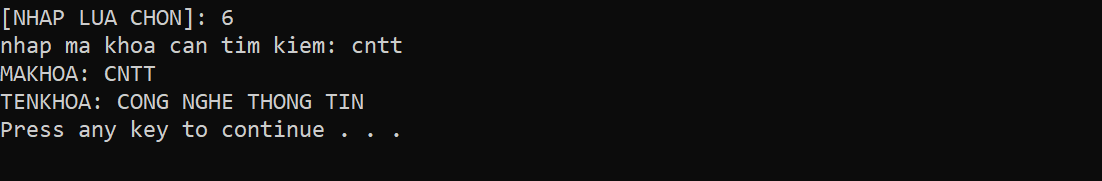 [NHAP LUA CHON]: 6
nhap ma khoa can tim kiem: cntt
MAKHOA: CNTT
TENKHOA: CONG NGHE THONG TIN
Press any key to continue . . .